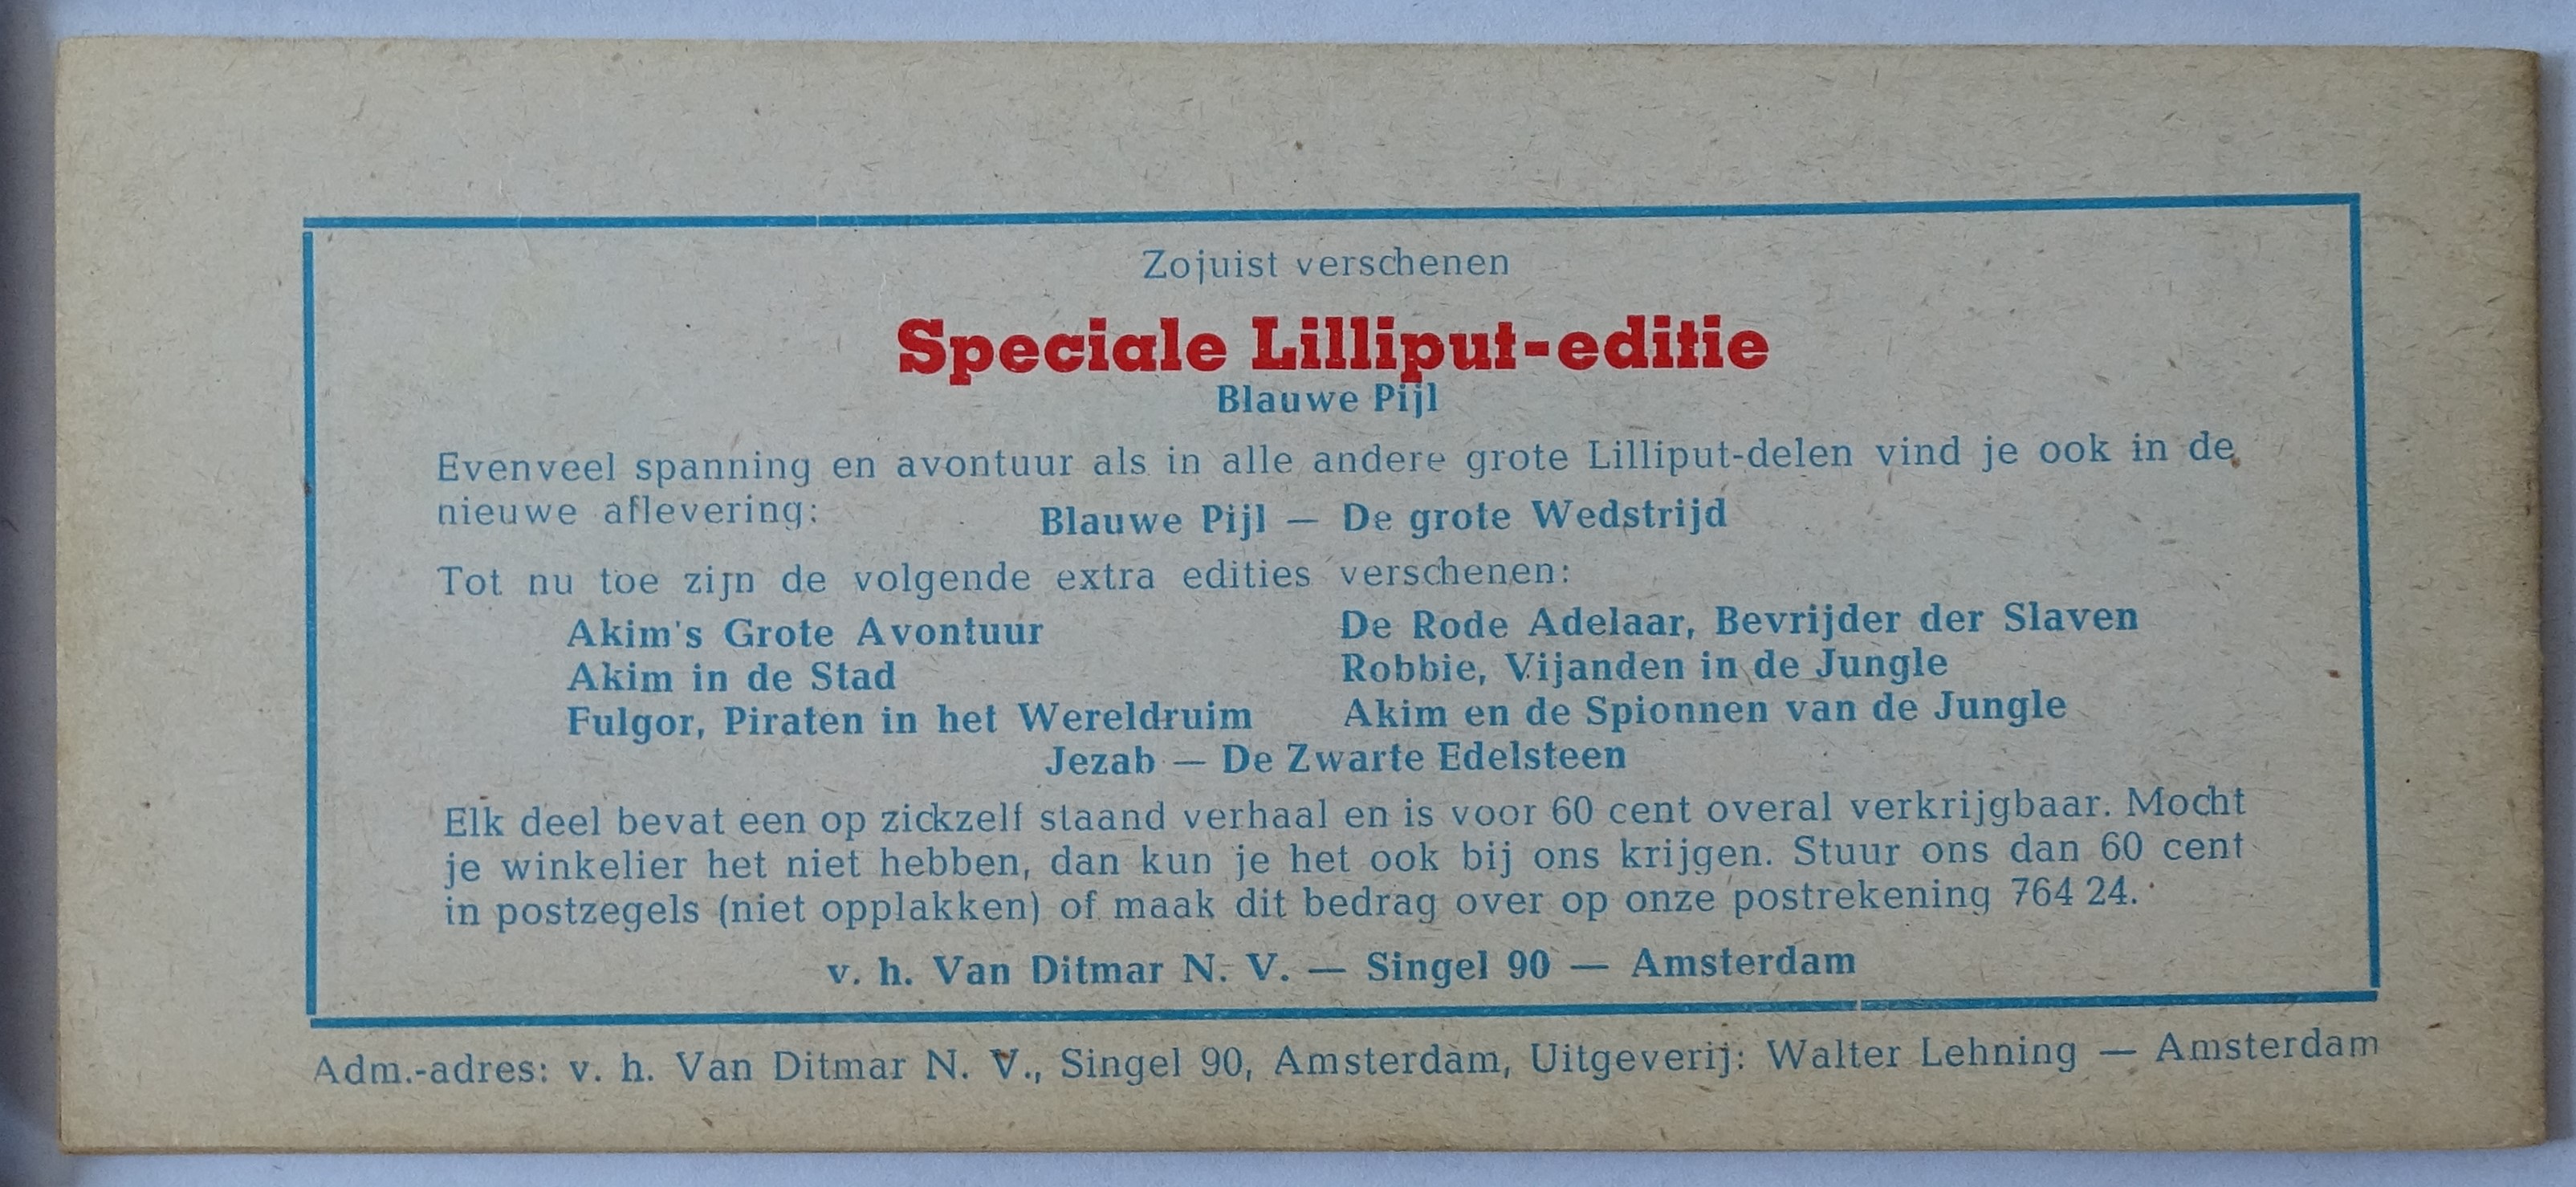 Zojuist verschenen
Speciale Lilliput-editie
Blauwe Pijl
Evenveel spanning en avontuur als in alle andere grote Lilliput-delen vind je ook in de
nieuwe aflevering:
Blauwe Pijl — De grote Wedstrijd
Tot nu toe zijn de volgende extra edities verschenen:
Akim's Grote Avontuur
Akim in de Stad
Fulgor, Piraten in het Wereldruim
De Rode Adelaar, Bevrijder der Slaven
Robbie, Vijanden in de Jungle
Akim en de Spionnen van de Jungle
Jezab — De Zwarte Edelsteen
Elk deel bevat een op zickzelf staand verhaal en is voor 60 cent overal verkrijgbaar. Mocht
je winkelier het niet hebben, dan kun je het ook bij ons krijgen. Stuur ons dan 60 cent
in postzegels (niet opplakken) of maak dit bedrag over op onze postrekening 764 24.
v. h. Van Ditmar N. V. — Singel 90 — Amsterdam
Adm.-adres: v. h. Van Ditmar N. V., Singel 90, Amsterdam, Uitgeverij: Walter Lehning — Amsterdam